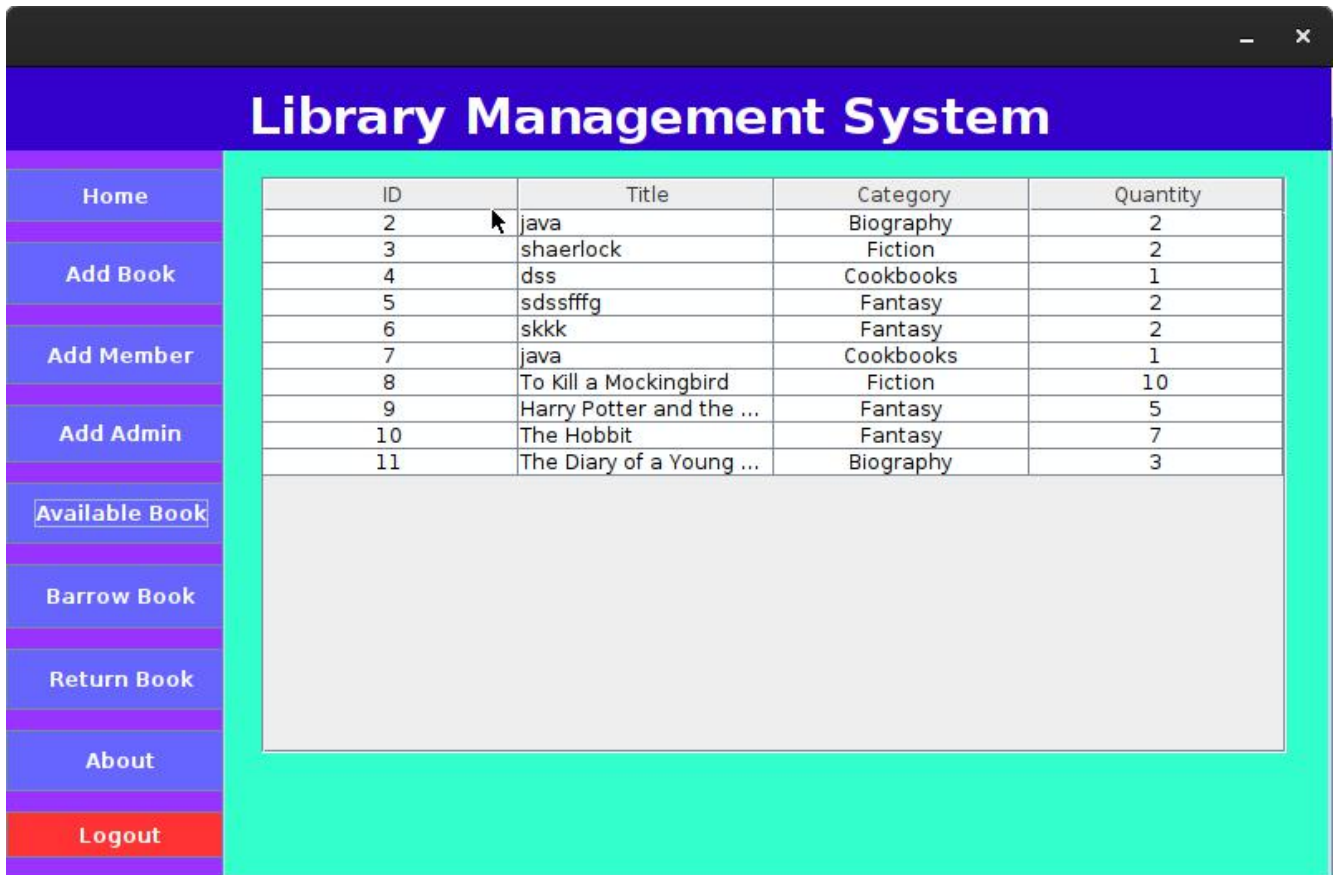 Library Management System
Home
Add Book
Add Member
Add Admin
Available Book
Barrow Book
Return Book
About
Logout
ID Title Category Quantity
2 java Biography 2
3 shaerlock Fiction 2
4 dss Cookbooks 1
5 sdssfffg Fantasy 2
6 skkk Fantasy 2
7 java Cookbooks 1
8 To Kill a Mockingbird Fiction 10
9 Harry Potter and the ... Fantasy 5
10 The Hobbit Fantasy 7
11 The Diary of a Young ... Biography 3